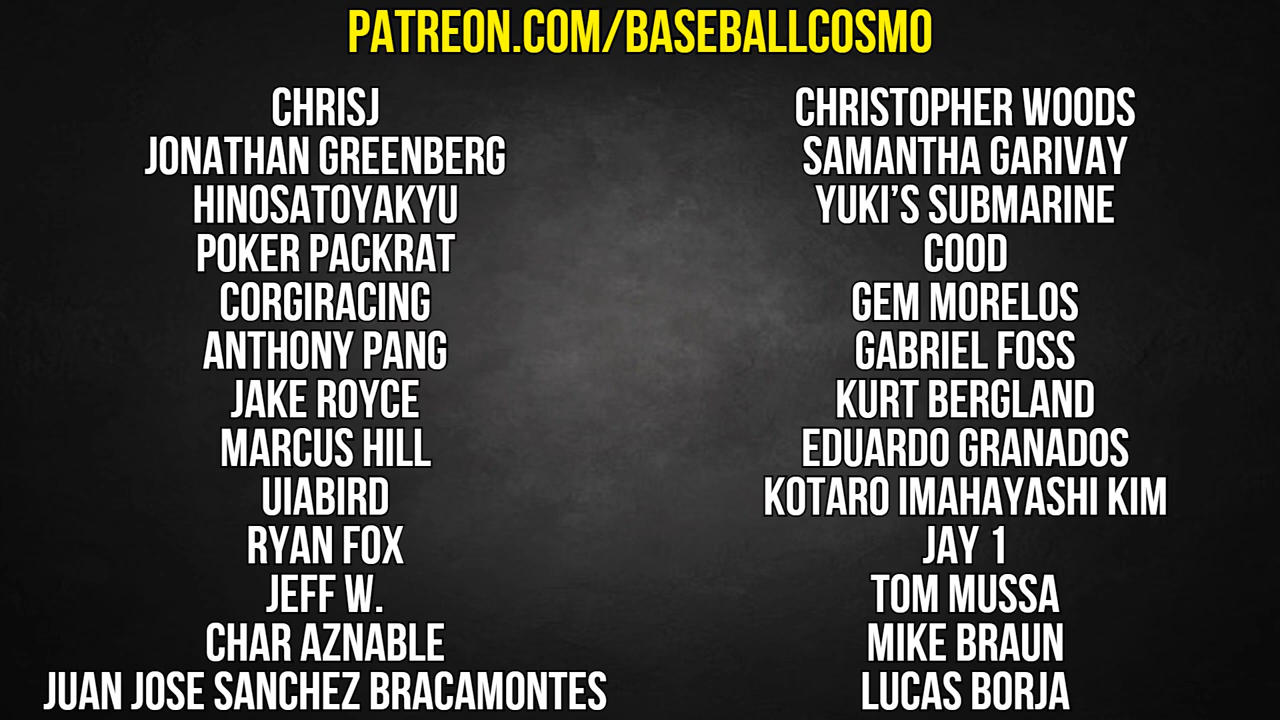 PATREON.COM/BASEBALLCOSMO
CHRISJ
JONATHAN GREENBERG
HINOSATOYAKYU
POKER PACKRAT
CORGIRACING
ANTHONY PANG
JAKE ROYCE
MARCUS HILL
UIABIRD
RYAN FOX
JEFF W.
CHAR AZNABLE
JUAN JOSE SANCHEZ BRACAMONTES
CHRISTOPHER WOODS
SAMANTHA GARIVAY
YUKI'S SUBMARINE
COOD
GEM MORELOS
GABRIEL FOSS
KURT BERGLAND
EDUARDO GRANADOS
KOTARO IMAHAYASHI KIM
JAY 1
TOM MUSSA
MIKE BRAUN
LUCAS BORJA